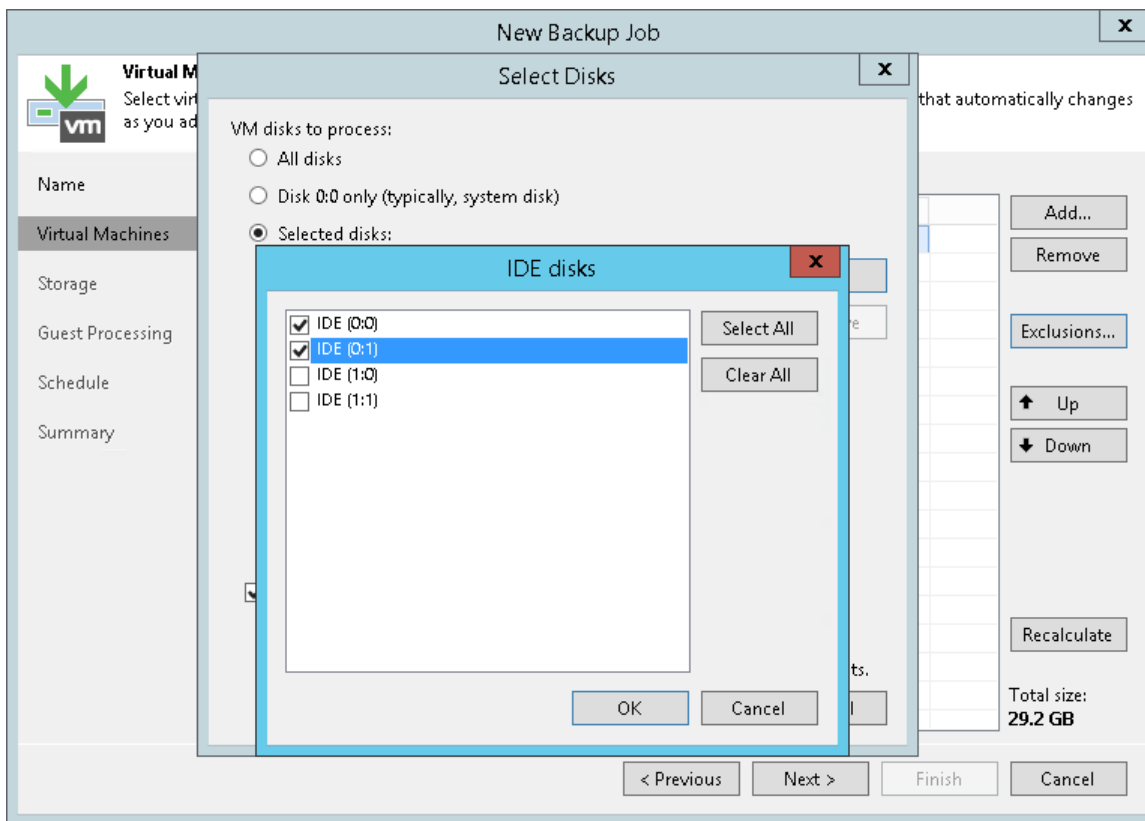 New Backup Job
x
Select Disks
x
Virtual M
Select virt
that automatically changes
as you ad
vm
VM disks to process:
All disks
Disk 0:0 only (typically, system disk)
Selected disks:
Name
Virtual Machines
Storage
Guest Processing
Schedule
Summary
IDE disks
x
IDE (0:0)
IDE (0:1)
IDE (1:0)
IDE (1:1)
Select All
Clear All
OK
Cancel
ts.
Add...
Remove
Exclusions...
Up
Down
Recalculate
Total size:
29.2 GB
< Previous
Next >
Finish
Cancel